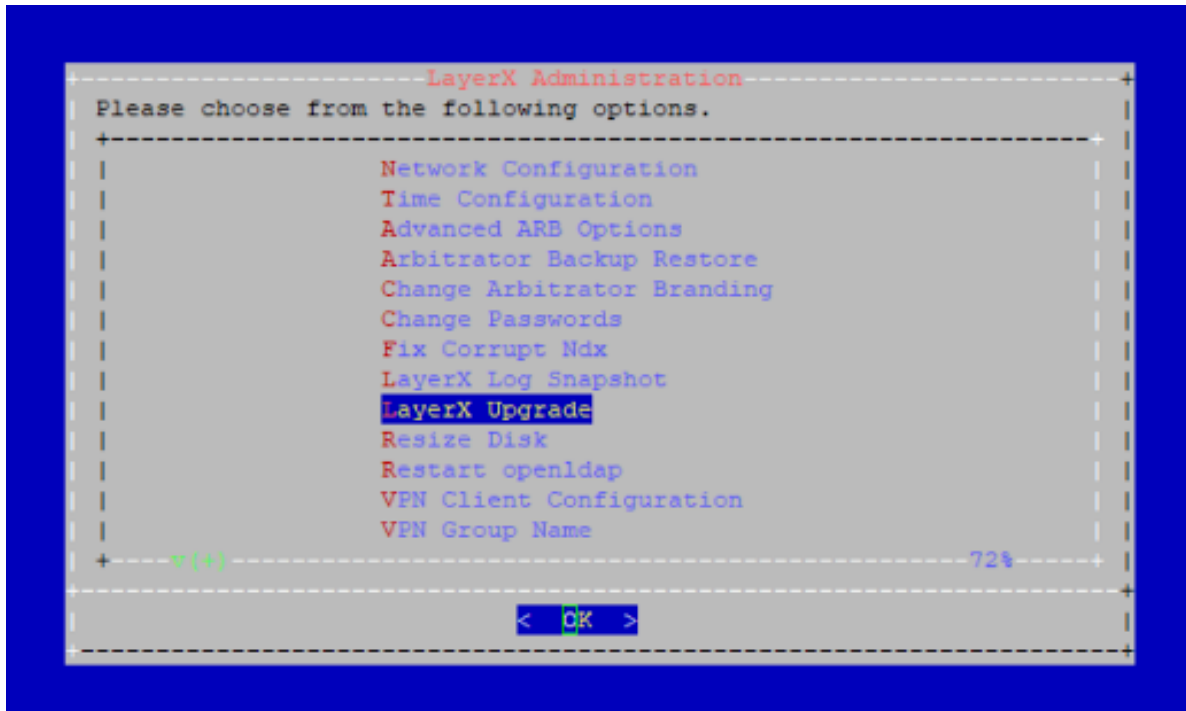 LayerX Administration
Please choose from the following options.
Network Configuration
Time Configuration
Advanced ARB Options
Arbitrator Backup Restore
Change Arbitrator Branding
Change Passwords
Fix Corrupt Ndx
LayerX Log Snapshot
LayerX Upgrade
Resize Disk
Restart openldap
VPN Client Configuration
VPN Group Name
72%
< OK >